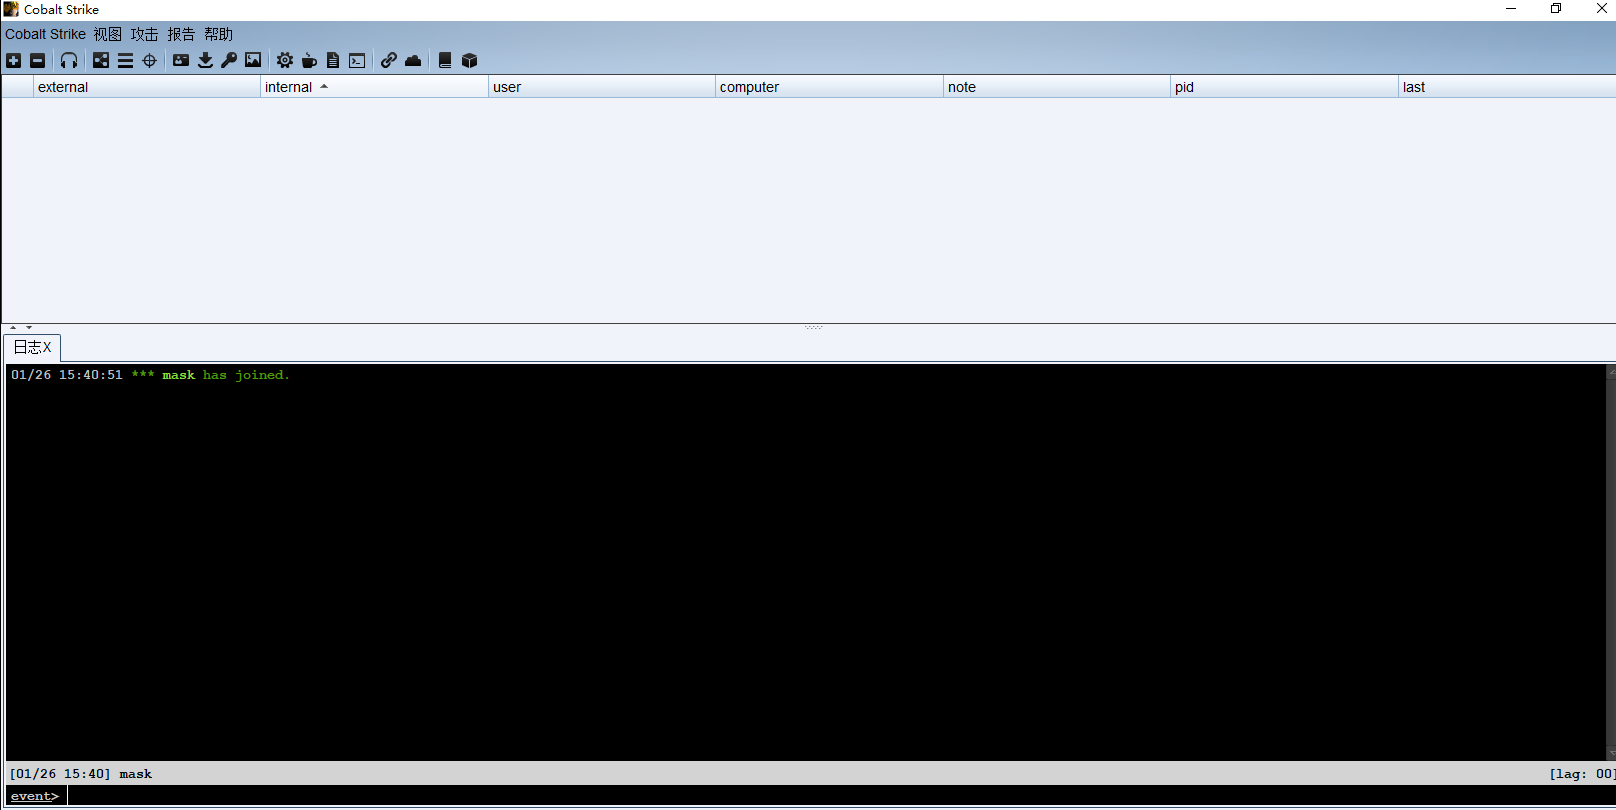 Cobalt Strike
Cobalt Strike 视图 攻击 报告 帮助
external internal user computer note pid last
日志X
01/26 15:40:51 *** mask has joined.
[01/26 15:40] mask [lag: 00]
event>